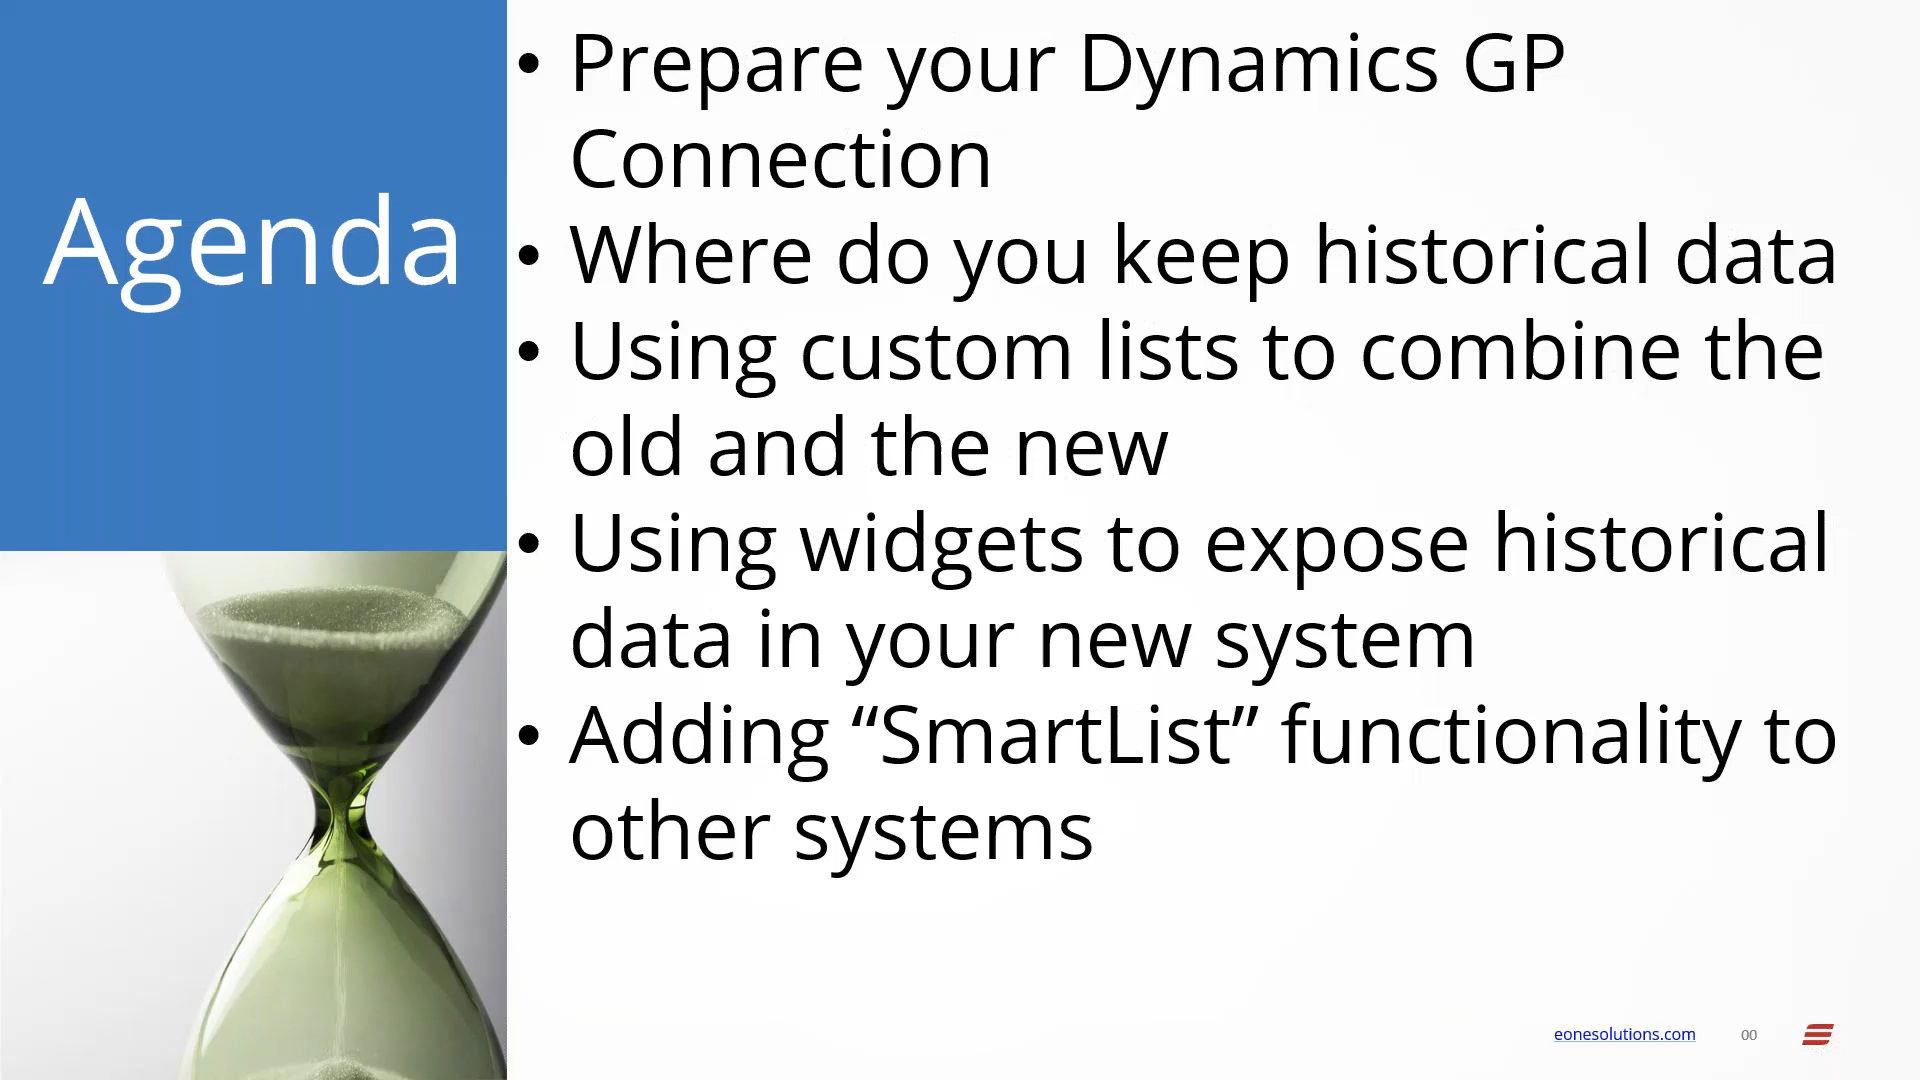 Agenda
• Prepare your Dynamics GP
Connection
• Where do you keep historical data
• Using custom lists to combine the
old and the new
• Using widgets to expose historical
data in your new system
• Adding “SmartList” functionality to
other systems
eonesolutions.com 00